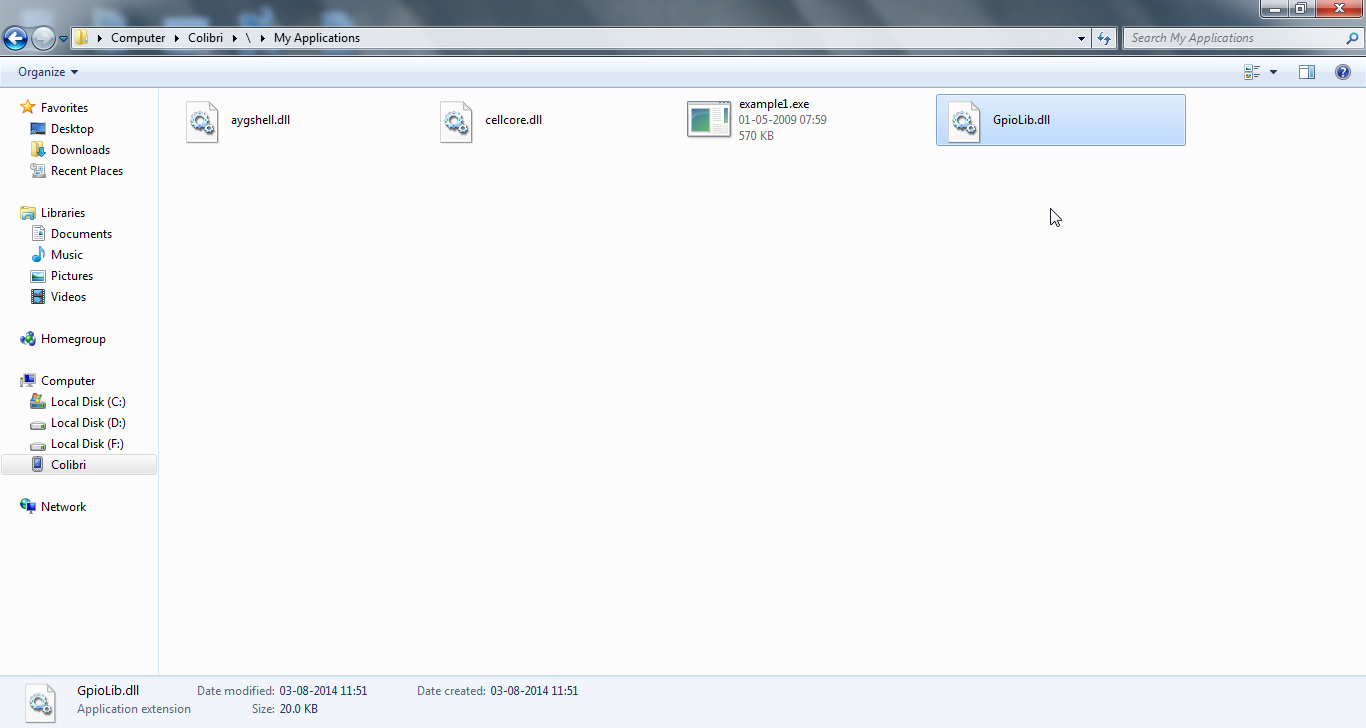 Computer Colibri \ My Applications
Search My Applications
Organize
Favorites
Desktop
Downloads
Recent Places
Libraries
Documents
Music
Pictures
Videos
Homegroup
Computer
Local Disk (C:)
Local Disk (D:)
Local Disk (F:)
Colibri
Network
aygshell.dll
cellcore.dll
example1.exe
01-05-2009 07:59
570 KB
GpioLib.dll
GpioLib.dll Date modified: 03-08-2014 11:51 Date created: 03-08-2014 11:51
Application extension Size: 20.0 KB